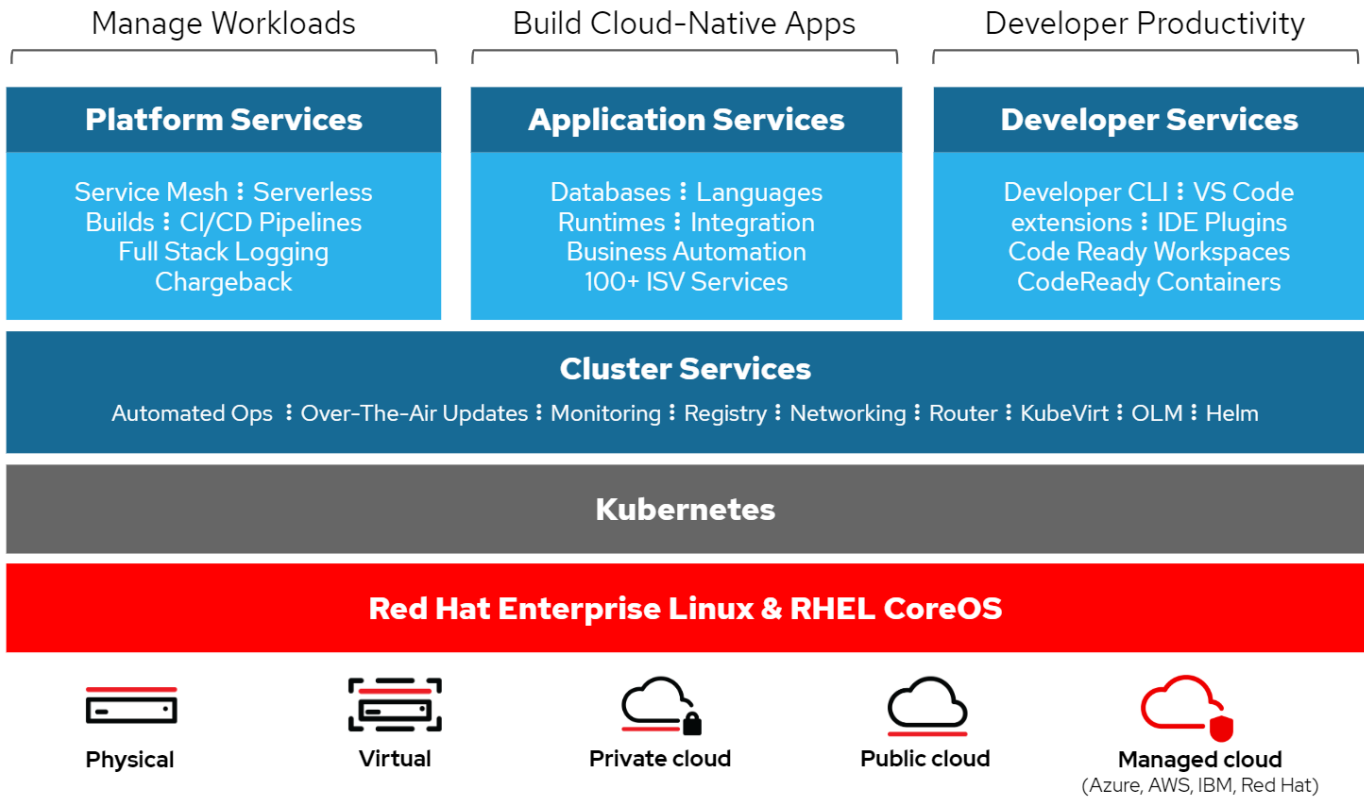 Manage Workloads
Build Cloud-Native Apps
Developer Productivity
Platform Services
Service Mesh ⋮ Serverless
Builds ⋮ CI/CD Pipelines
Full Stack Logging
Chargeback
Application Services
Databases ⋮ Languages
Runtimes ⋮ Integration
Business Automation
100+ ISV Services
Developer Services
Developer CLI ⋮ VS Code
extensions ⋮ IDE Plugins
Code Ready Workspaces
CodeReady Containers
Cluster Services
Automated Ops ⋮ Over-The-Air Updates ⋮ Monitoring ⋮ Registry ⋮ Networking ⋮ Router ⋮ KubeVirt ⋮ OLM ⋮ Helm
Kubernetes
Red Hat Enterprise Linux & RHEL CoreOS
Physical
Virtual
Private cloud
Public cloud
Managed cloud
(Azure, AWS, IBM, Red Hat)